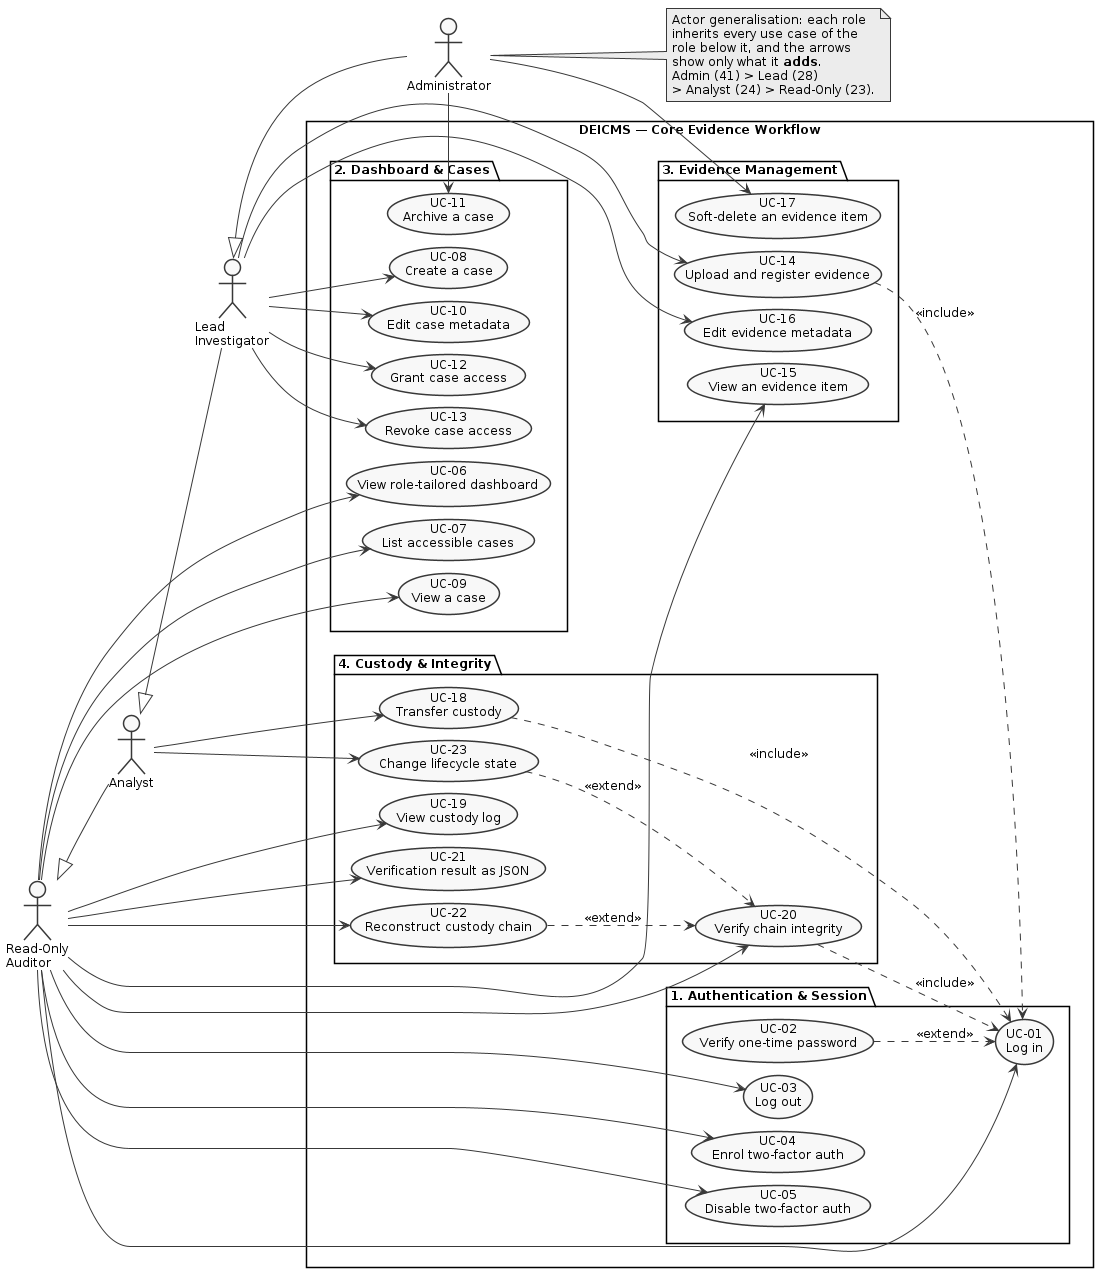 Actor generalisation: each role
inherits every use case of the
role below it, and the arrows
show only what it adds.
Admin (41) > Lead (28)
> Analyst (24) > Read-Only (23).
Administrator
DEICMS — Core Evidence Workflow
2. Dashboard & Cases
UC-11
Archive a case
UC-08
Create a case
UC-10
Edit case metadata
UC-12
Grant case access
UC-13
Revoke case access
UC-06
View role-tailored dashboard
UC-07
List accessible cases
UC-09
View a case
3. Evidence Management
UC-17
Soft-delete an evidence item
UC-14
Upload and register evidence
UC-16
Edit evidence metadata
UC-15
View an evidence item
«include»
Lead
Investigator
4. Custody & Integrity
UC-18
Transfer custody
UC-23
Change lifecycle state
UC-19
View custody log
UC-21
Verification result as JSON
UC-22
Reconstruct custody chain
UC-20
Verify chain integrity
«include»
«extend»
«extend»
«include»
Analyst
Read-Only
Auditor
1. Authentication & Session
UC-02
Verify one-time password
«extend»
UC-01
Log in
UC-03
Log out
UC-04
Enrol two-factor auth
UC-05
Disable two-factor auth